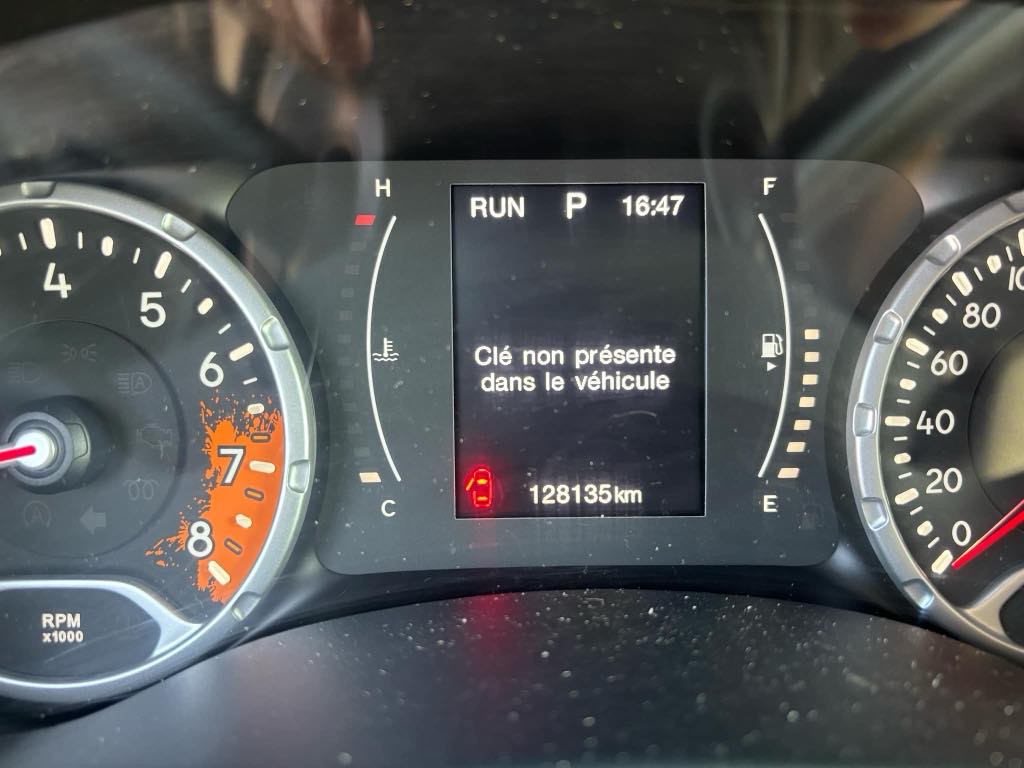 RUN P 16:47
Clé non présente
dans le véhicule
128135km
H
C
F
E
4
5
6
7
8
RPM
x1000
0
20
40
60
80